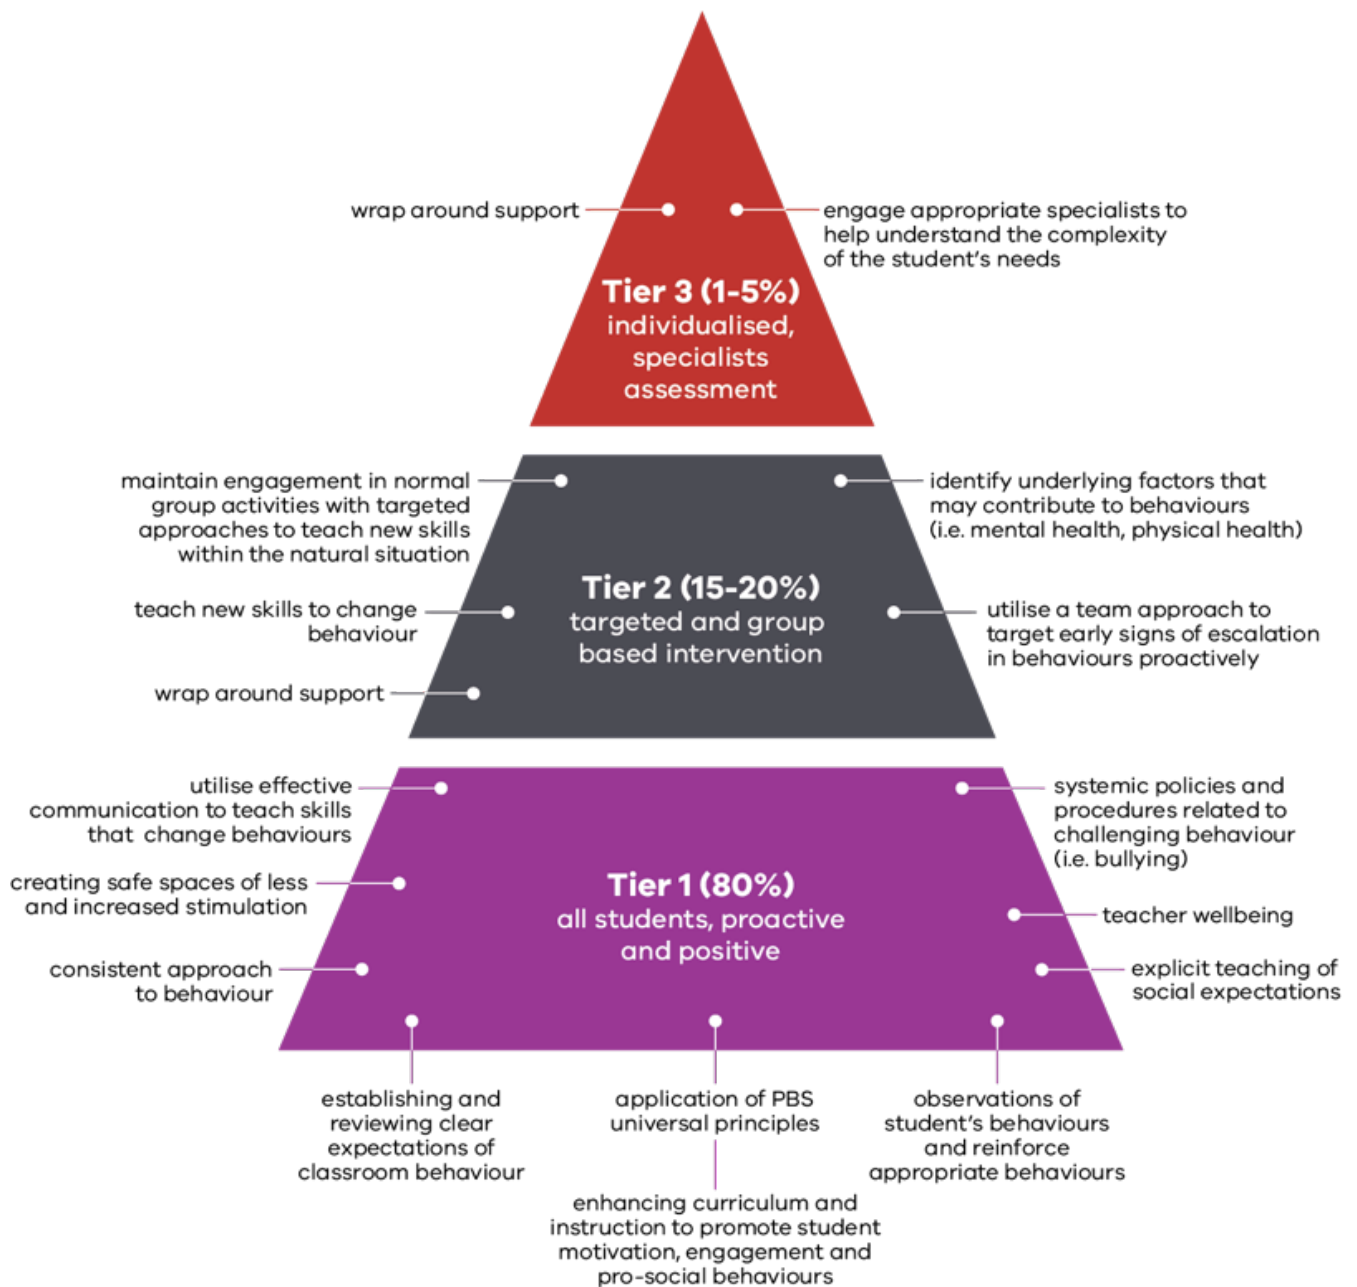 wrap around support
engage appropriate specialists to
help understand the complexity
of the student's needs
Tier 3 (1-5%)
individualised,
specialists
assessment
maintain engagement in normal
group activities with targeted
approaches to teach new skills
within the natural situation
identify underlying factors that
may contribute to behaviours
(i.e. mental health, physical health)
Tier 2 (15-20%)
targeted and group
based intervention
teach new skills to change
behaviour
utilise a team approach to
target early signs of escalation
in behaviours proactively
wrap around support
utilise effective
communication to teach skills
that change behaviours
systemic policies and
procedures related to
challenging behaviour
(i.e. bullying)
Tier 1 (80%)
all students, proactive
and positive
creating safe spaces of less
and increased stimulation
teacher wellbeing
consistent approach
to behaviour
explicit teaching of
social expectations
establishing and
reviewing clear
expectations of
classroom behaviour
application of PBS
universal principles
observations of
student's behaviours
and reinforce
appropriate behaviours
enhancing curriculum and
instruction to promote student
motivation, engagement and
pro-social behaviours